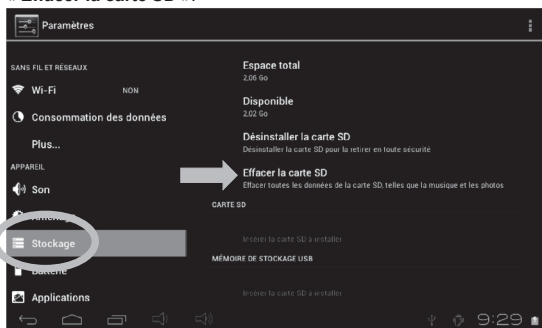 « Effacer la carte SD ».
Paramètres
SANS FIL ET RÉSEAUX
Wi-Fi NON
Consommation des données
Plus...
APPAREIL
Son
Affichage
Stockage
Batterie
Applications
Espace total
2,06 Go
Disponible
2,02 Go
Désinstaller la carte SD
Désinstaller la carte SD pour la retirer en toute sécurité
Effacer la carte SD
Effacer toutes les données de la carte SD, telles que la musique et les photos
CARTE SD
Insérer la carte SD à installer
MÉMOIRE DE STOCKAGE USB
Insérer la carte SD à installer
9:29